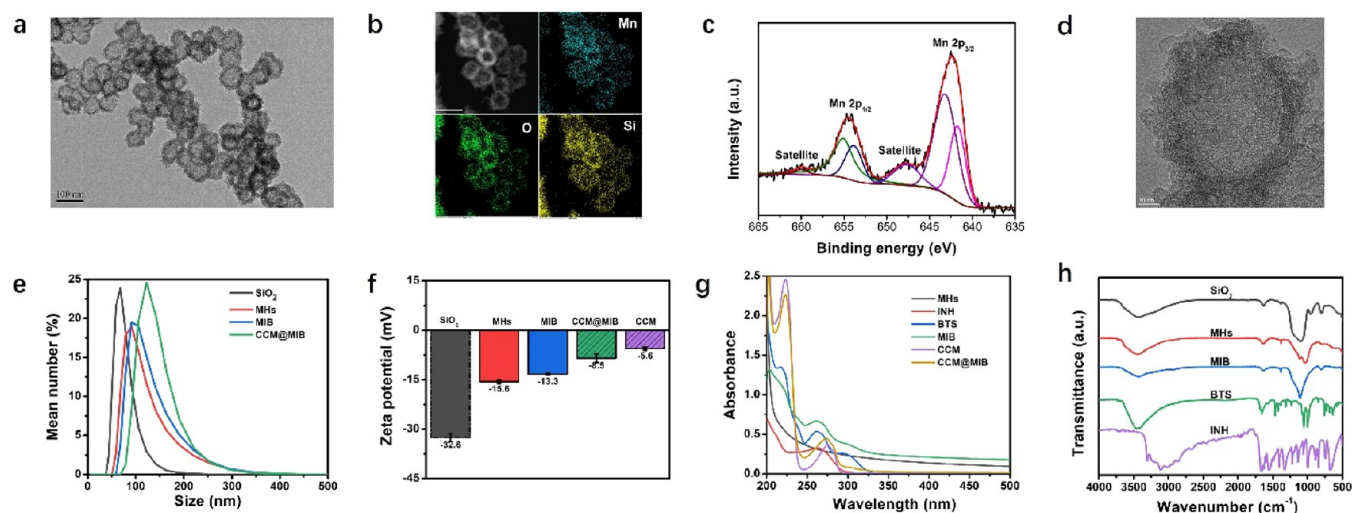 a
100 nm
b
Mn
O
Si
c
Mn 2p3/2
Mn 2p1/2
Satellite
Satellite
Intensity (a.u.)
665 660 655 650 645 640 635
Binding energy (eV)
d
e
25
20
15
10
5
0
Mean number (%)
SiO2
MHs
MIB
CCM@MIB
0 100 200 300 400 500
Size (nm)
f
15
0
-15
-30
-45
Zeta potential (mV)
SiO2 MHs MIB CCM@MIB CCM
-32.6
-15.6
-13.3
-8.5
-5.6
g
2.5
2.0
1.5
1.0
0.5
0.0
Absorbance
MHs
INH
BTS
MIB
CCM
CCM@MIB
200 250 300 350 400 450 500
Wavelength (nm)
h
Transmittance (a.u.)
SiO2
MHs
MIB
BTS
INH
4000 3500 3000 2500 2000 1500 1000 500
Wavenumber (cm-1)